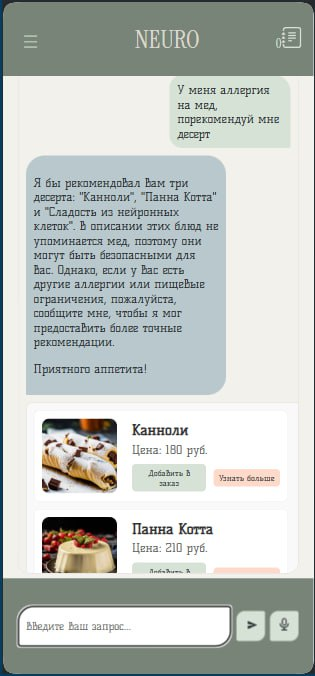 NEURO
0
У меня аллергия
на мед,
порекомендуй мне
десерт
Я бы рекомендовал вам три
десерта: "Канноли", "Панна Котта"
и "Сладость из нейронных
клеток". В описании этих блюд не
упоминается мед, поэтому они
могут быть безопасными для
вас. Однако, если у вас есть
другие аллергии или пищевые
ограничения, пожалуйста,
сообщите мне, чтобы я мог
предоставить более точные
рекомендации.
Приятного аппетита!
Канноли
Цена: 180 руб.
Добавить в
заказ
Узнать больше
Панна Котта
Цена: 210 руб.
Добавить в
Введите Ваш запрос...